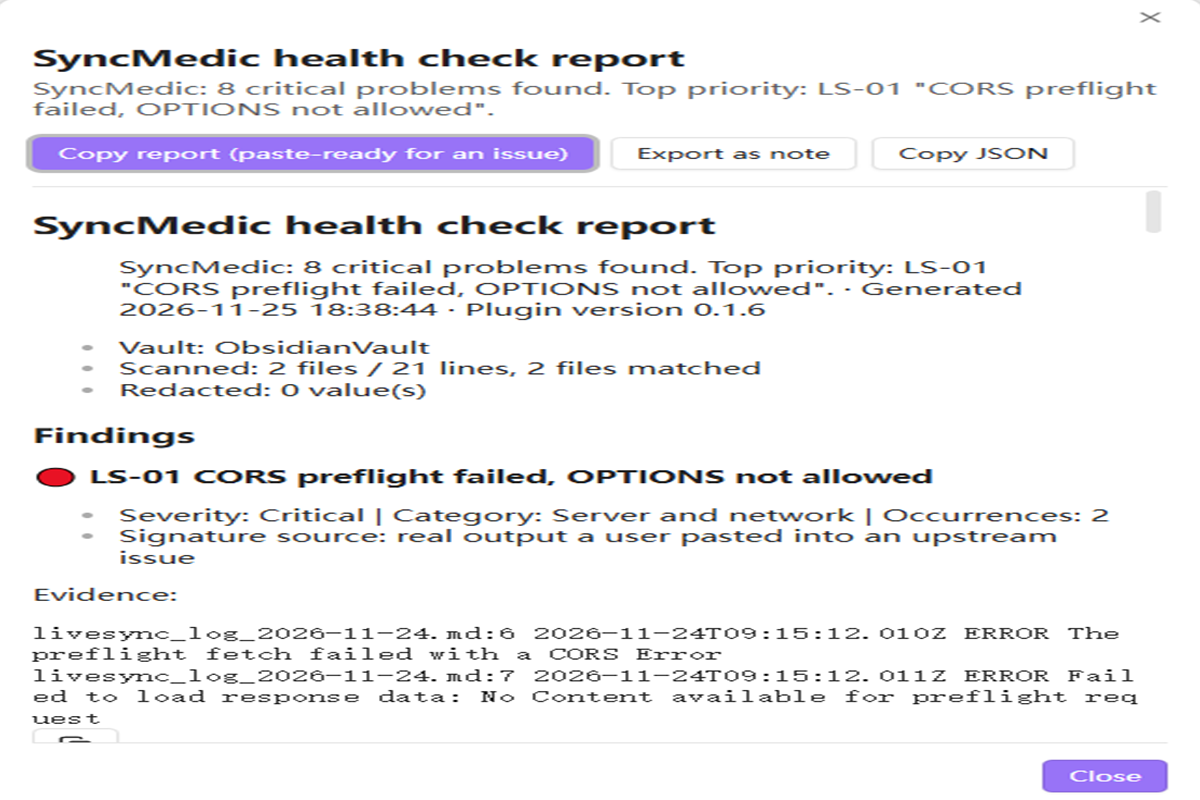 SyncMedic health check report
SyncMedic: 8 critical problems found. Top priority: LS-01 "CORS preflight
failed, OPTIONS not allowed".
Copy report (paste-ready for an issue)
Export as note
Copy JSON
SyncMedic health check report
SyncMedic: 8 critical problems found. Top priority: LS-01
"CORS preflight failed, OPTIONS not allowed". · Generated
2026-11-25 18:38:44 · Plugin version 0.1.6
Vault: ObsidianVault
Scanned: 2 files / 21 lines, 2 files matched
Redacted: 0 value(s)
Findings
LS-01 CORS preflight failed, OPTIONS not allowed
Severity: Critical | Category: Server and network | Occurrences: 2
Signature source: real output a user pasted into an upstream
issue
Evidence:
livesync_log_2026-11-24.md:6 2026-11-24T09:15:12.010Z ERROR The
preflight fetch failed with a CORS Error
livesync_log_2026-11-24.md:7 2026-11-24T09:15:12.011Z ERROR Fail
ed to load response data: No Content available for preflight req
uest
Close